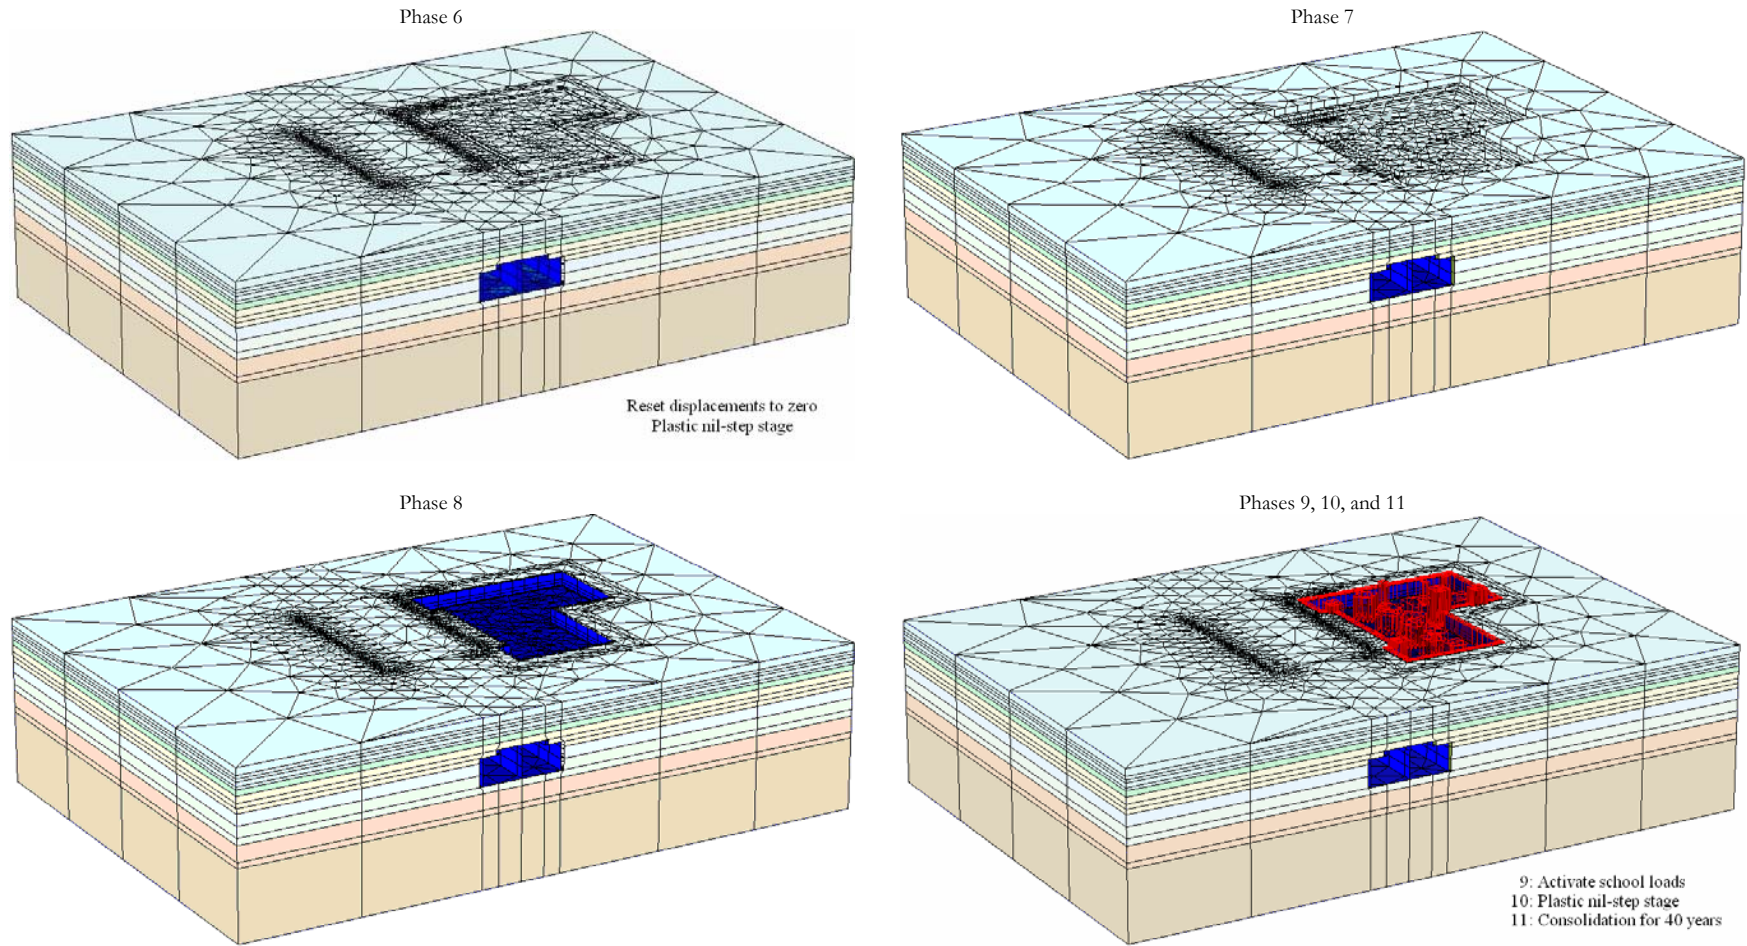 Phase 6
Phase 7
Reset displacements to zero
Plastic nil-step stage
Phase 8
Phases 9, 10, and 11
9: Activate school loads
10: Plastic nil-step stage
11: Consolidation for 40 years